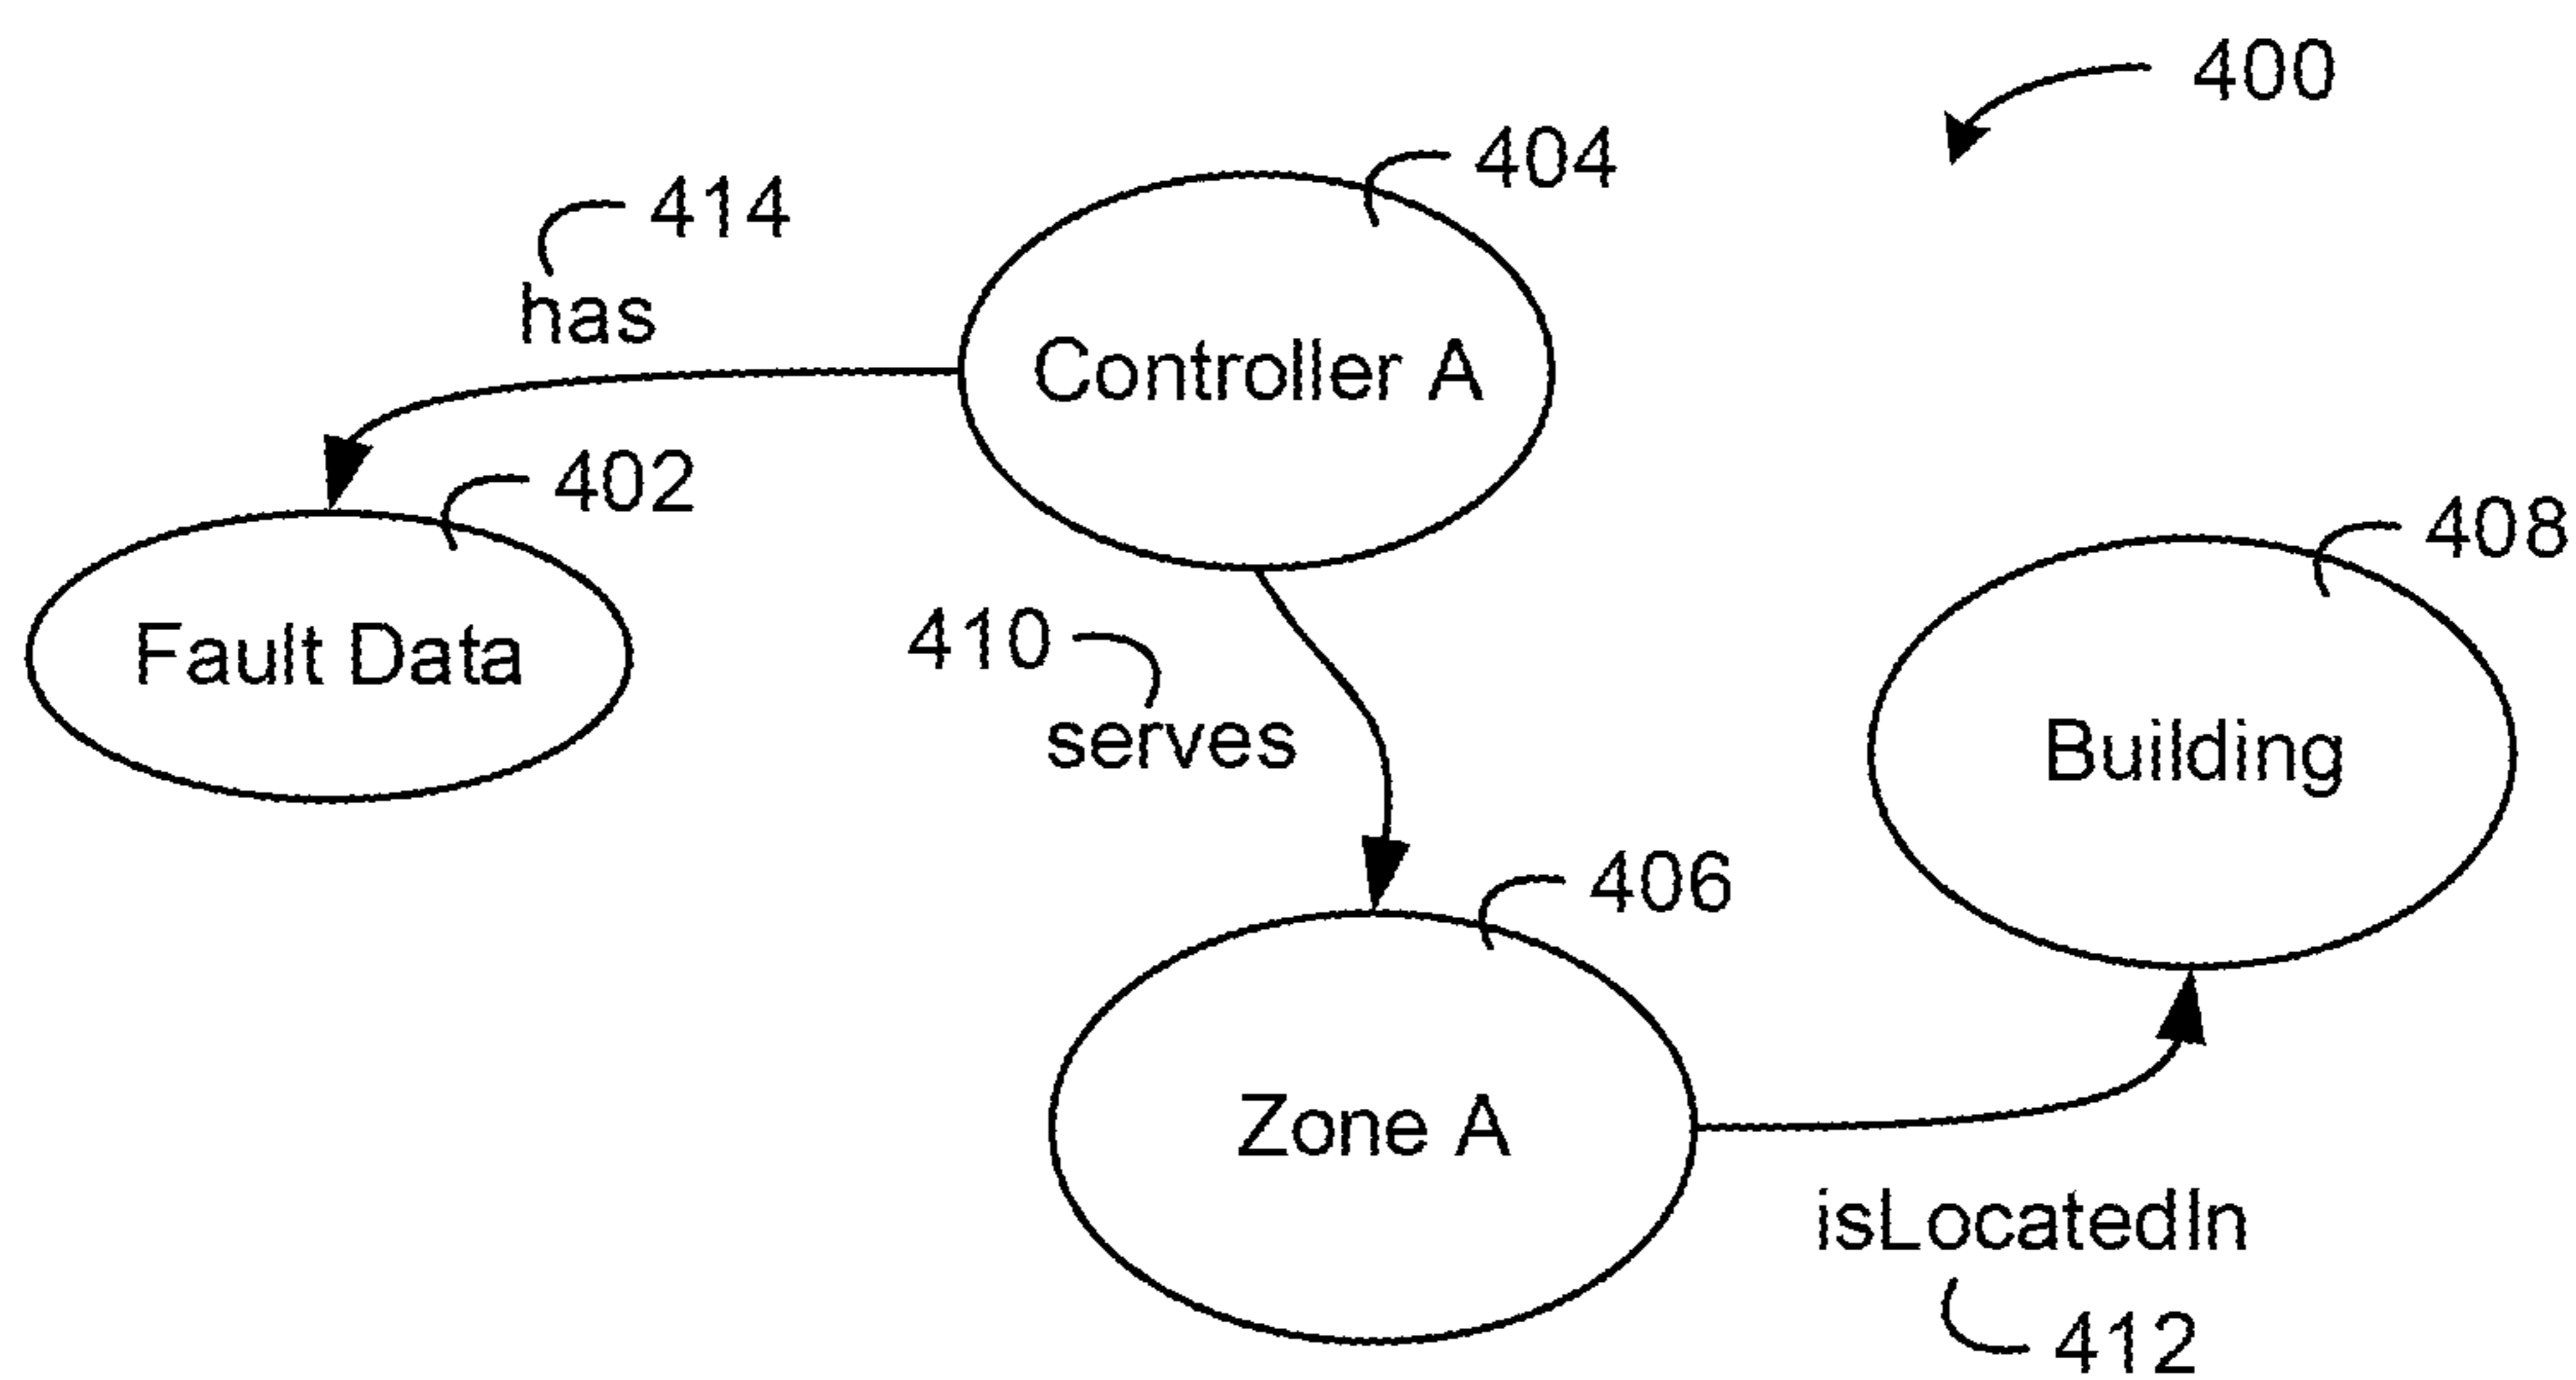 400
404
414
has
Controller A
402
408
Fault Data
410
serves
Building
406
Zone A
isLocatedIn
412